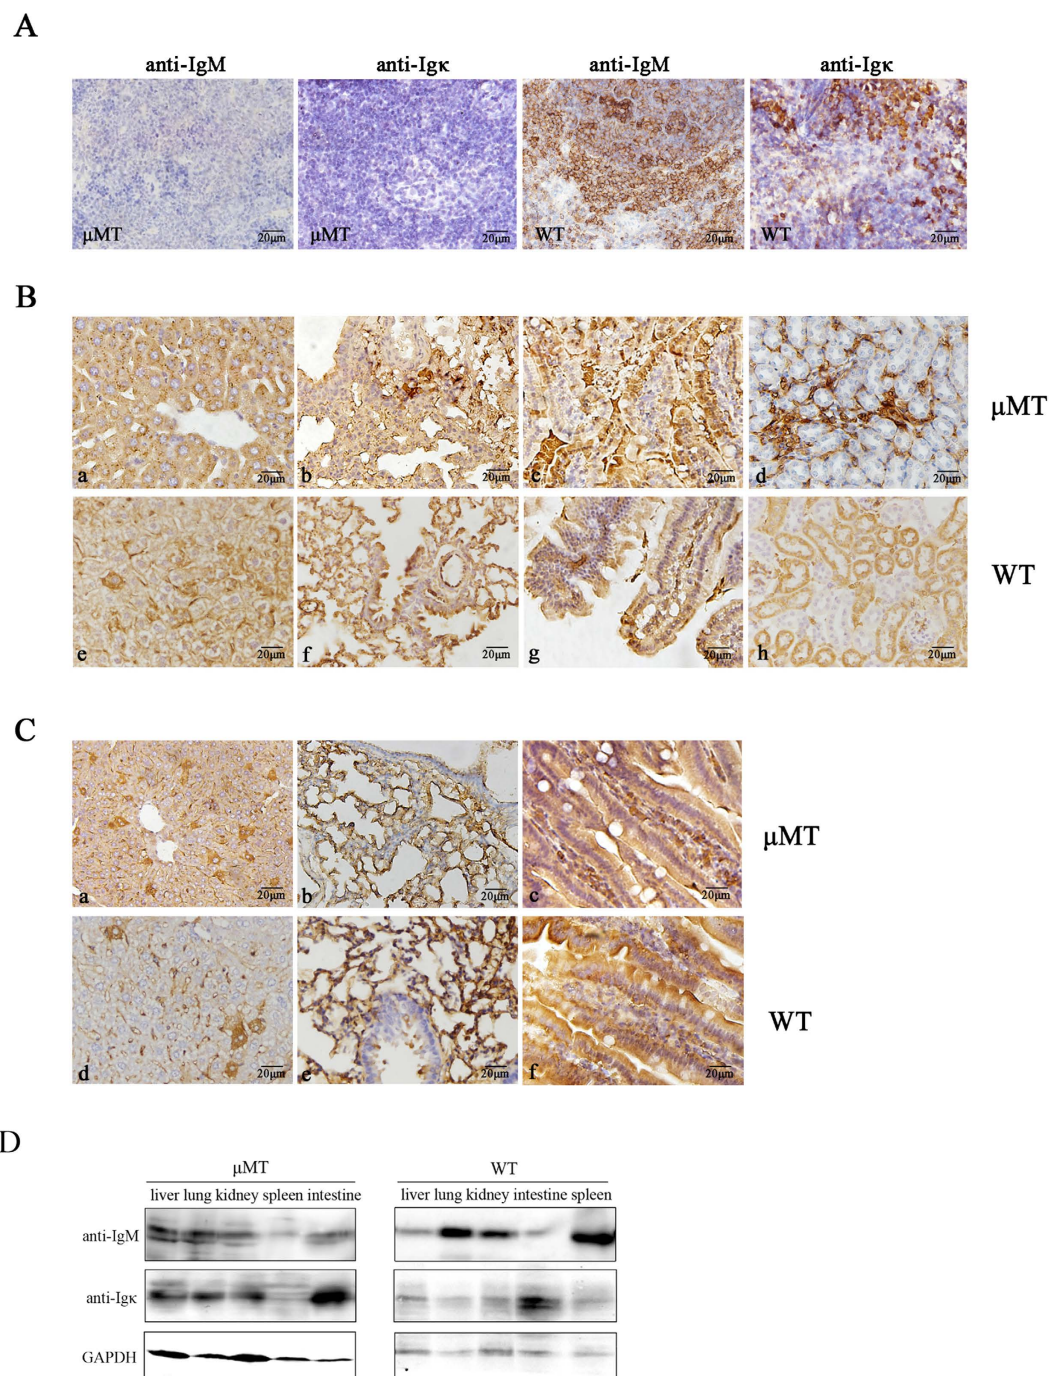 A
anti-IgM anti-Igκ anti-IgM anti-Igκ
μMT 20μm μMT 20μm WT 20μm WT 20μm
B
a 20μm b 20μm c 20μm d 20μm
μMT
e 20μm f 20μm g 20μm h 20μm
WT
C
a 20μm b 20μm c 20μm
μMT
d 20μm e 20μm f 20μm
WT
D
μMT WT
liver lung kidney spleen intestine liver lung kidney intestine spleen
anti-IgM
anti-Igκ
GAPDH